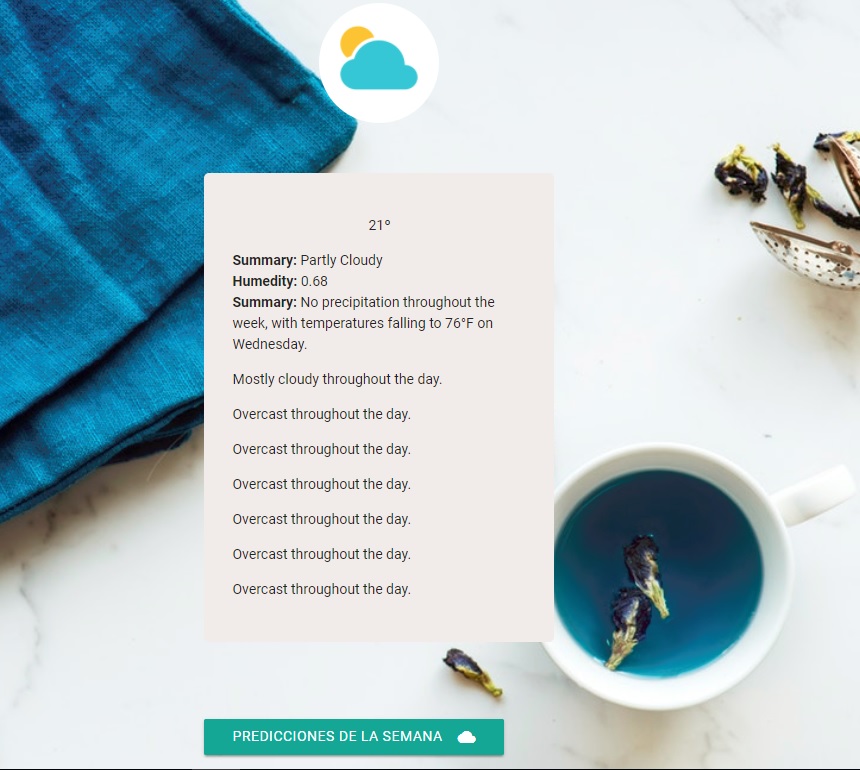 21º
Summary: Partly Cloudy
Humedity: 0.68
Summary: No precipitation throughout the
week, with temperatures falling to 76°F on
Wednesday.
Mostly cloudy throughout the day.
Overcast throughout the day.
Overcast throughout the day.
Overcast throughout the day.
Overcast throughout the day.
Overcast throughout the day.
Overcast throughout the day.
PREDICCIONES DE LA SEMANA